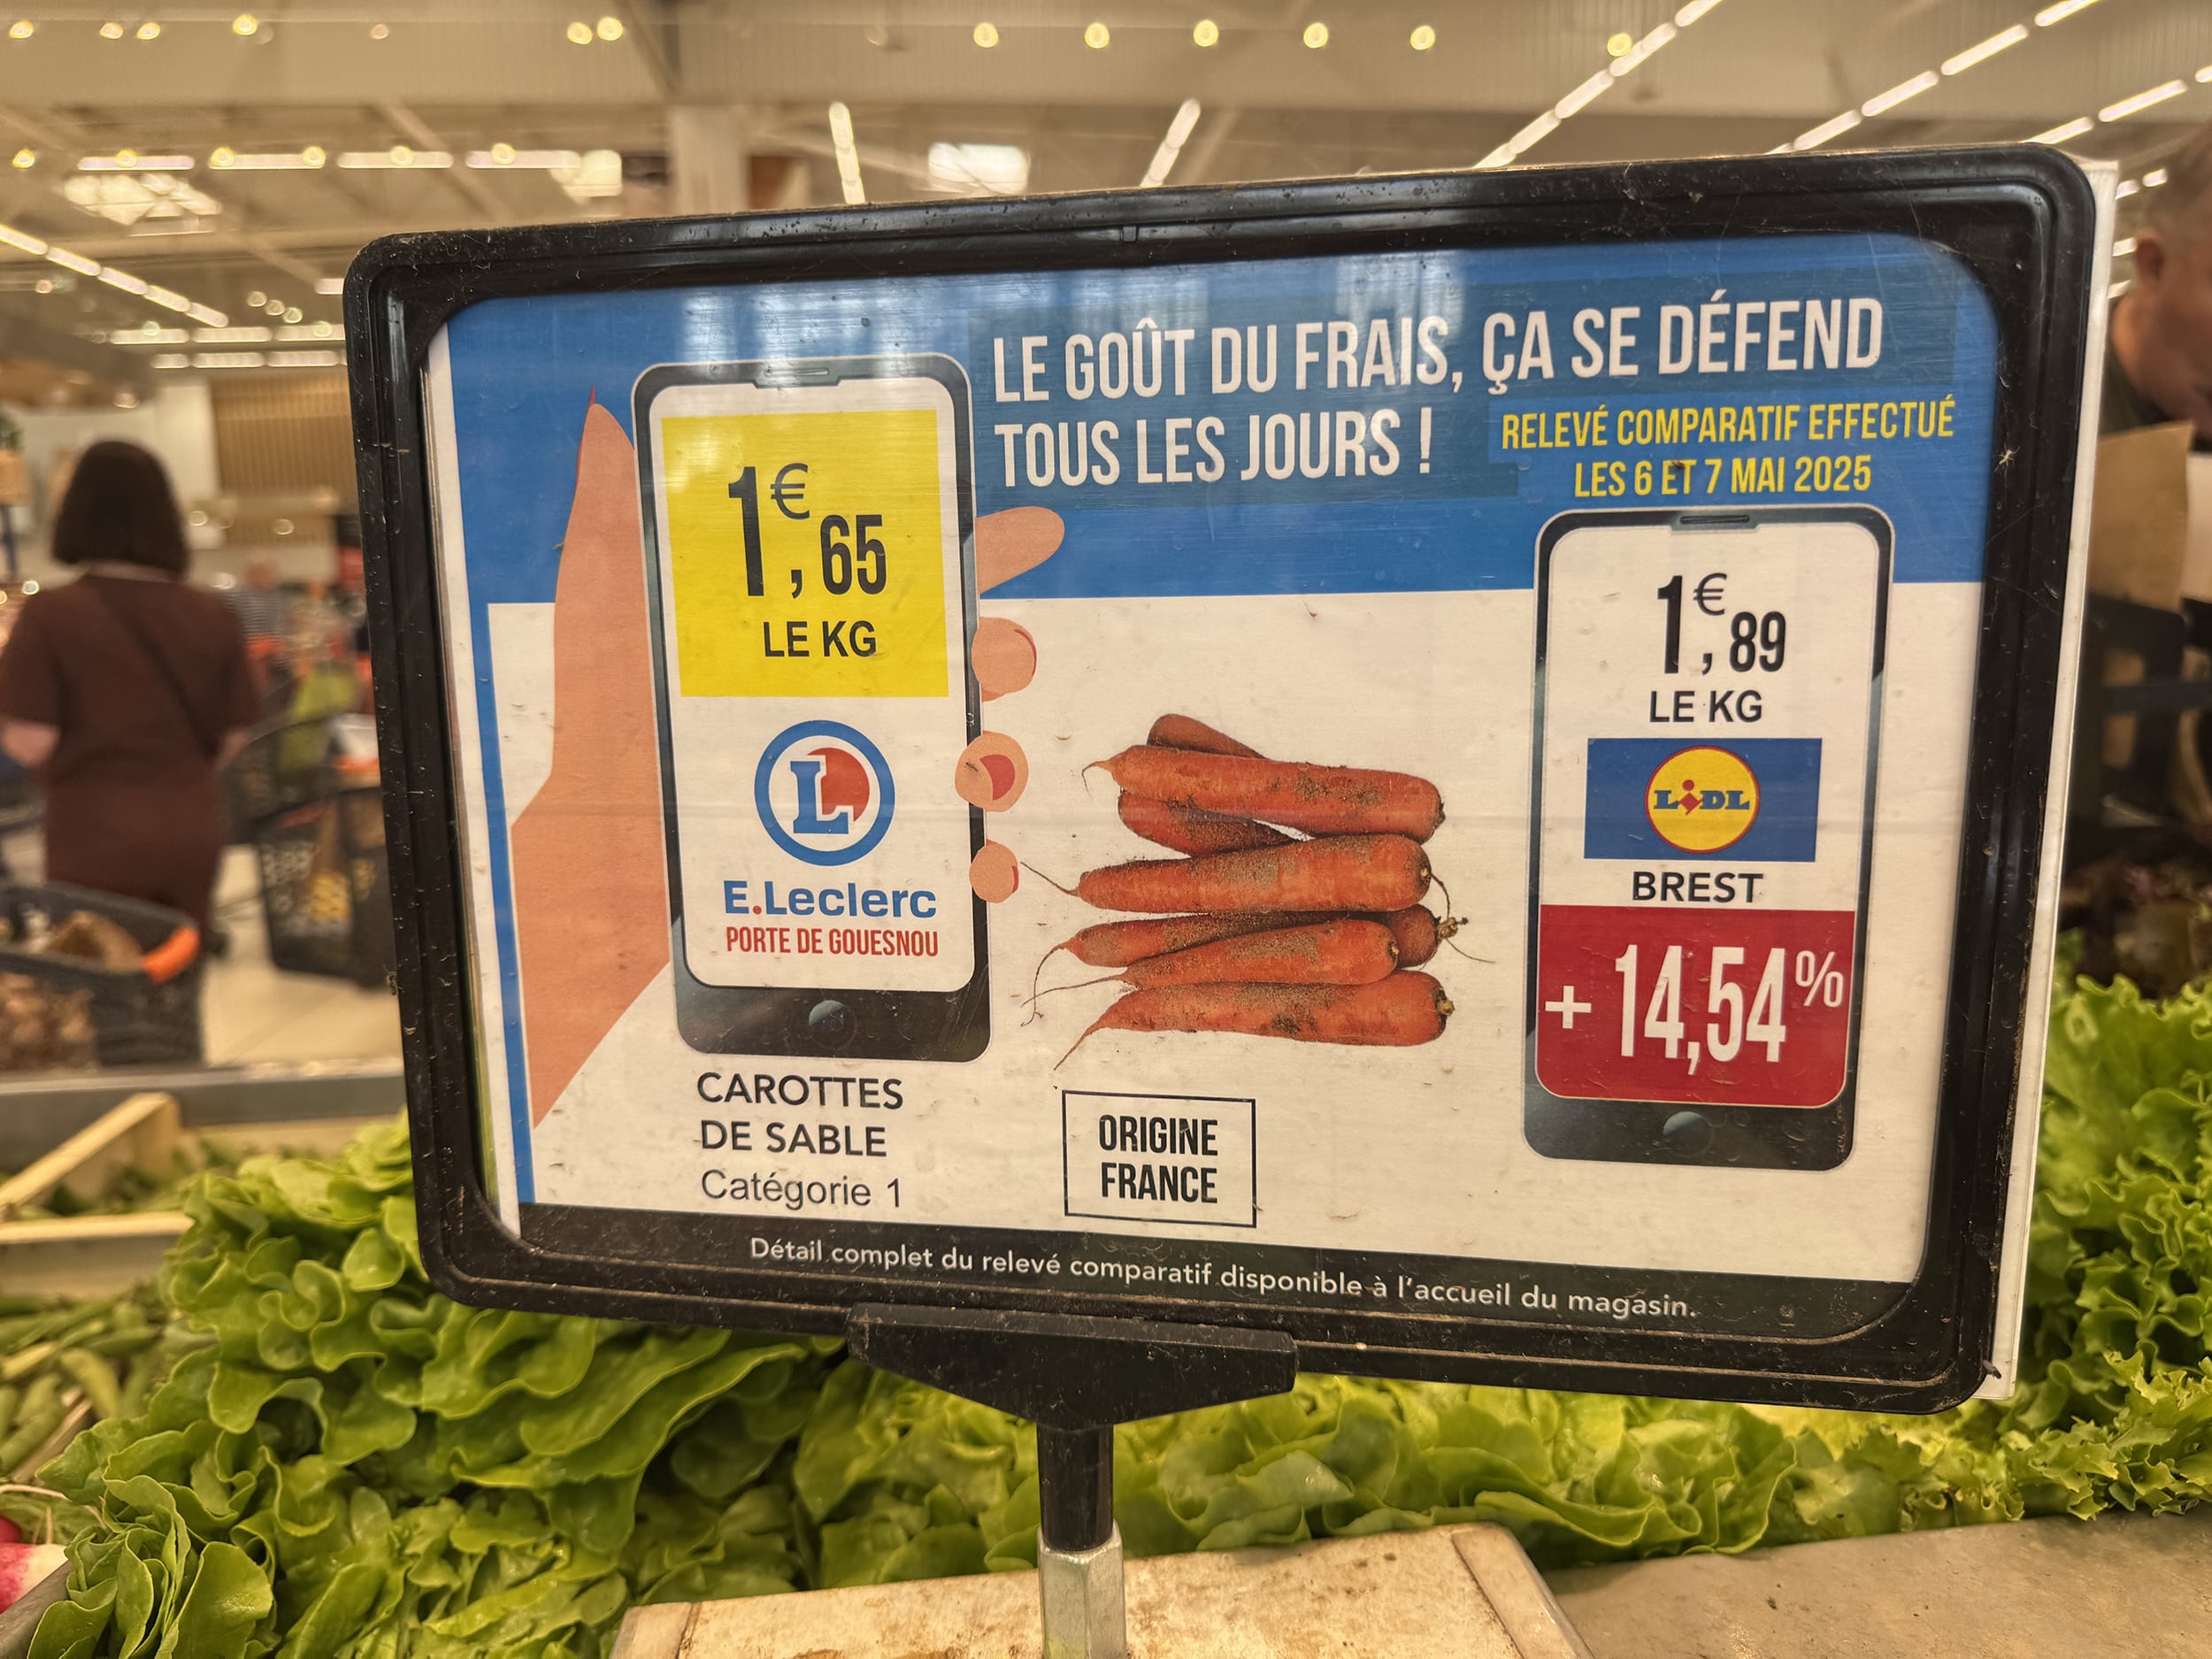 LE GOÛT DU FRAIS, ÇA SE DÉFEND
TOUS LES JOURS !
RELEVÉ COMPARATIF EFFECTUÉ
LES 6 ET 7 MAI 2025
1€,65
LE KG
L
E.Leclerc
PORTE DE GOUESNOU
1€,89
LE KG
LIDL
BREST
+ 14,54%
CAROTTES
DE SABLE
Catégorie 1
ORIGINE
FRANCE
Détail complet du relevé comparatif disponible à l'accueil du magasin.